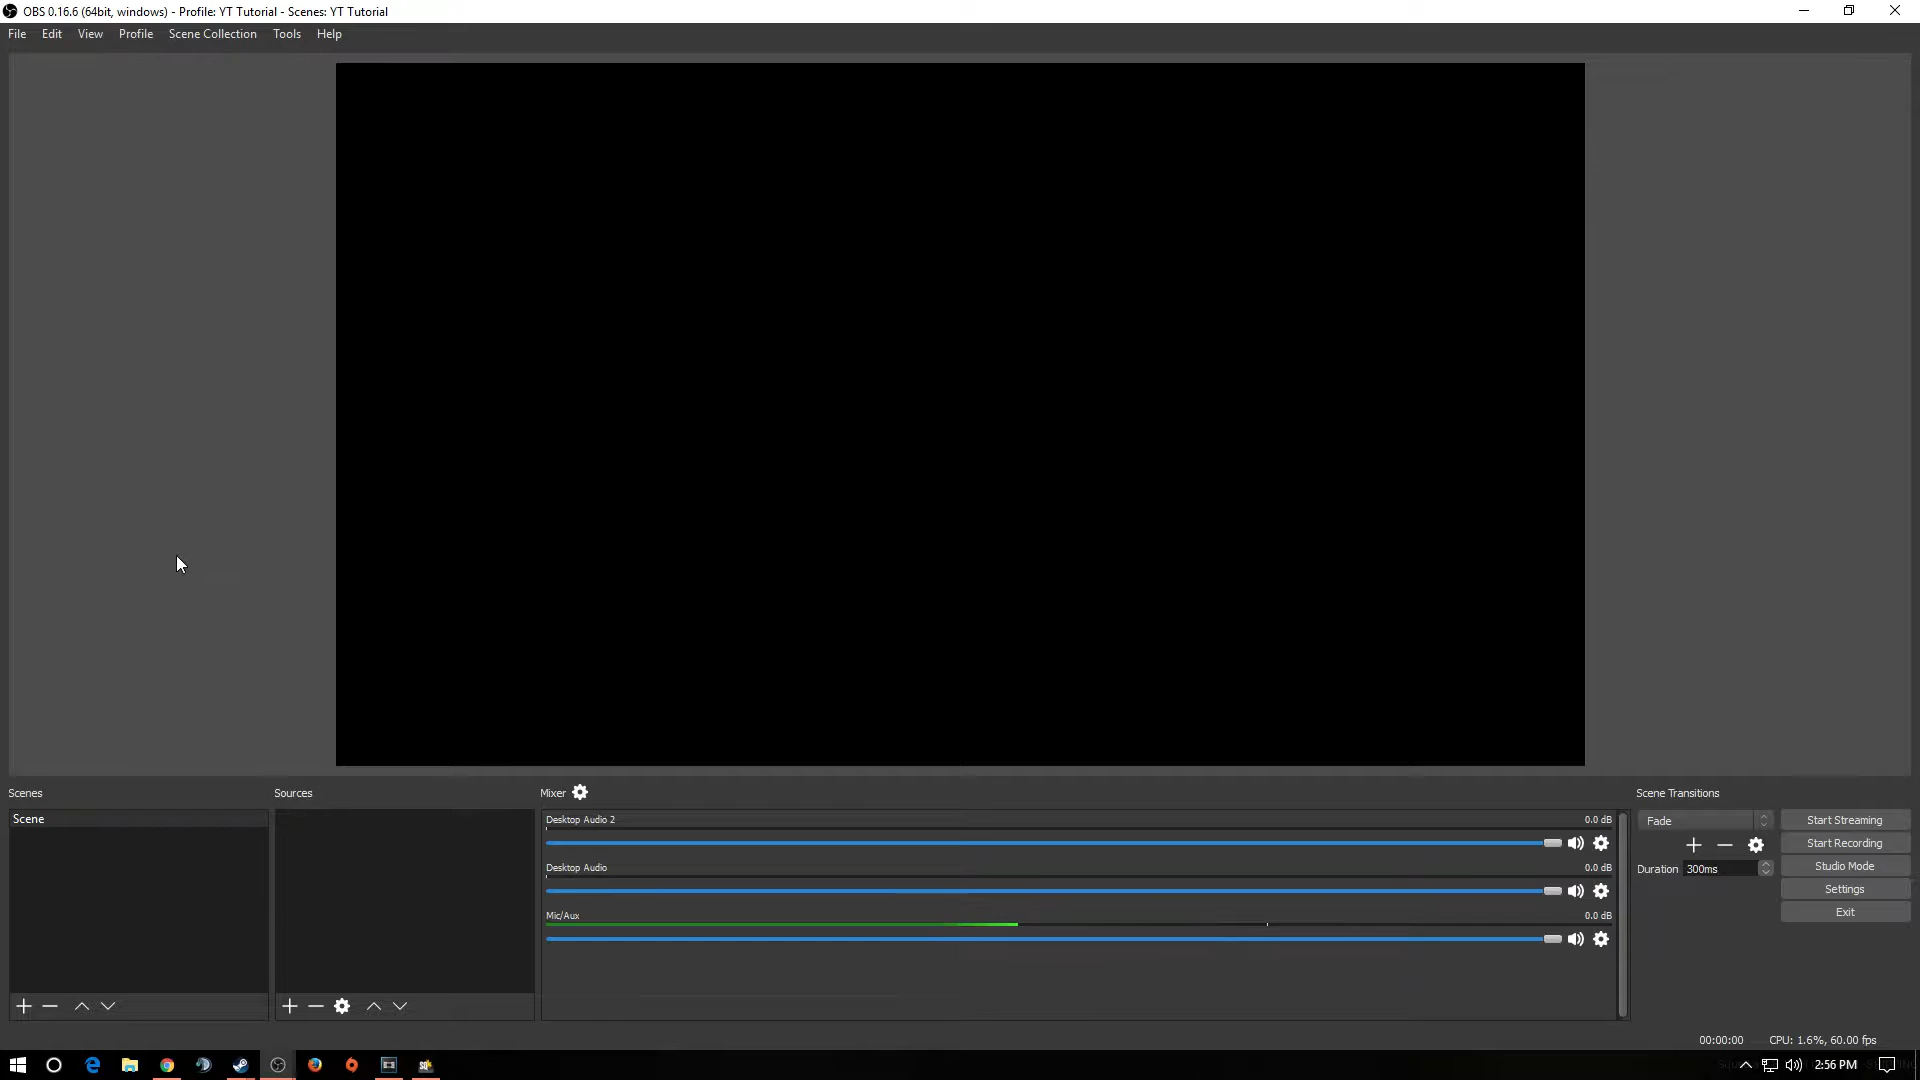 OBS 0.16.6 (64bit, windows) - Profile: YT Tutorial - Scenes: YT Tutorial
File Edit View Profile Scene Collection Tools Help
Scenes Sources Mixer Scene Transitions
Scene
Desktop Audio 2 0.0 dB
Fade
Start Streaming
Start Recording
Desktop Audio 0.0 dB
Duration 300ms
Studio Mode
Settings
Mic/Aux 0.0 dB
Exit
00:00:00 CPU: 1.6%, 60.00 fps
2:56 PM